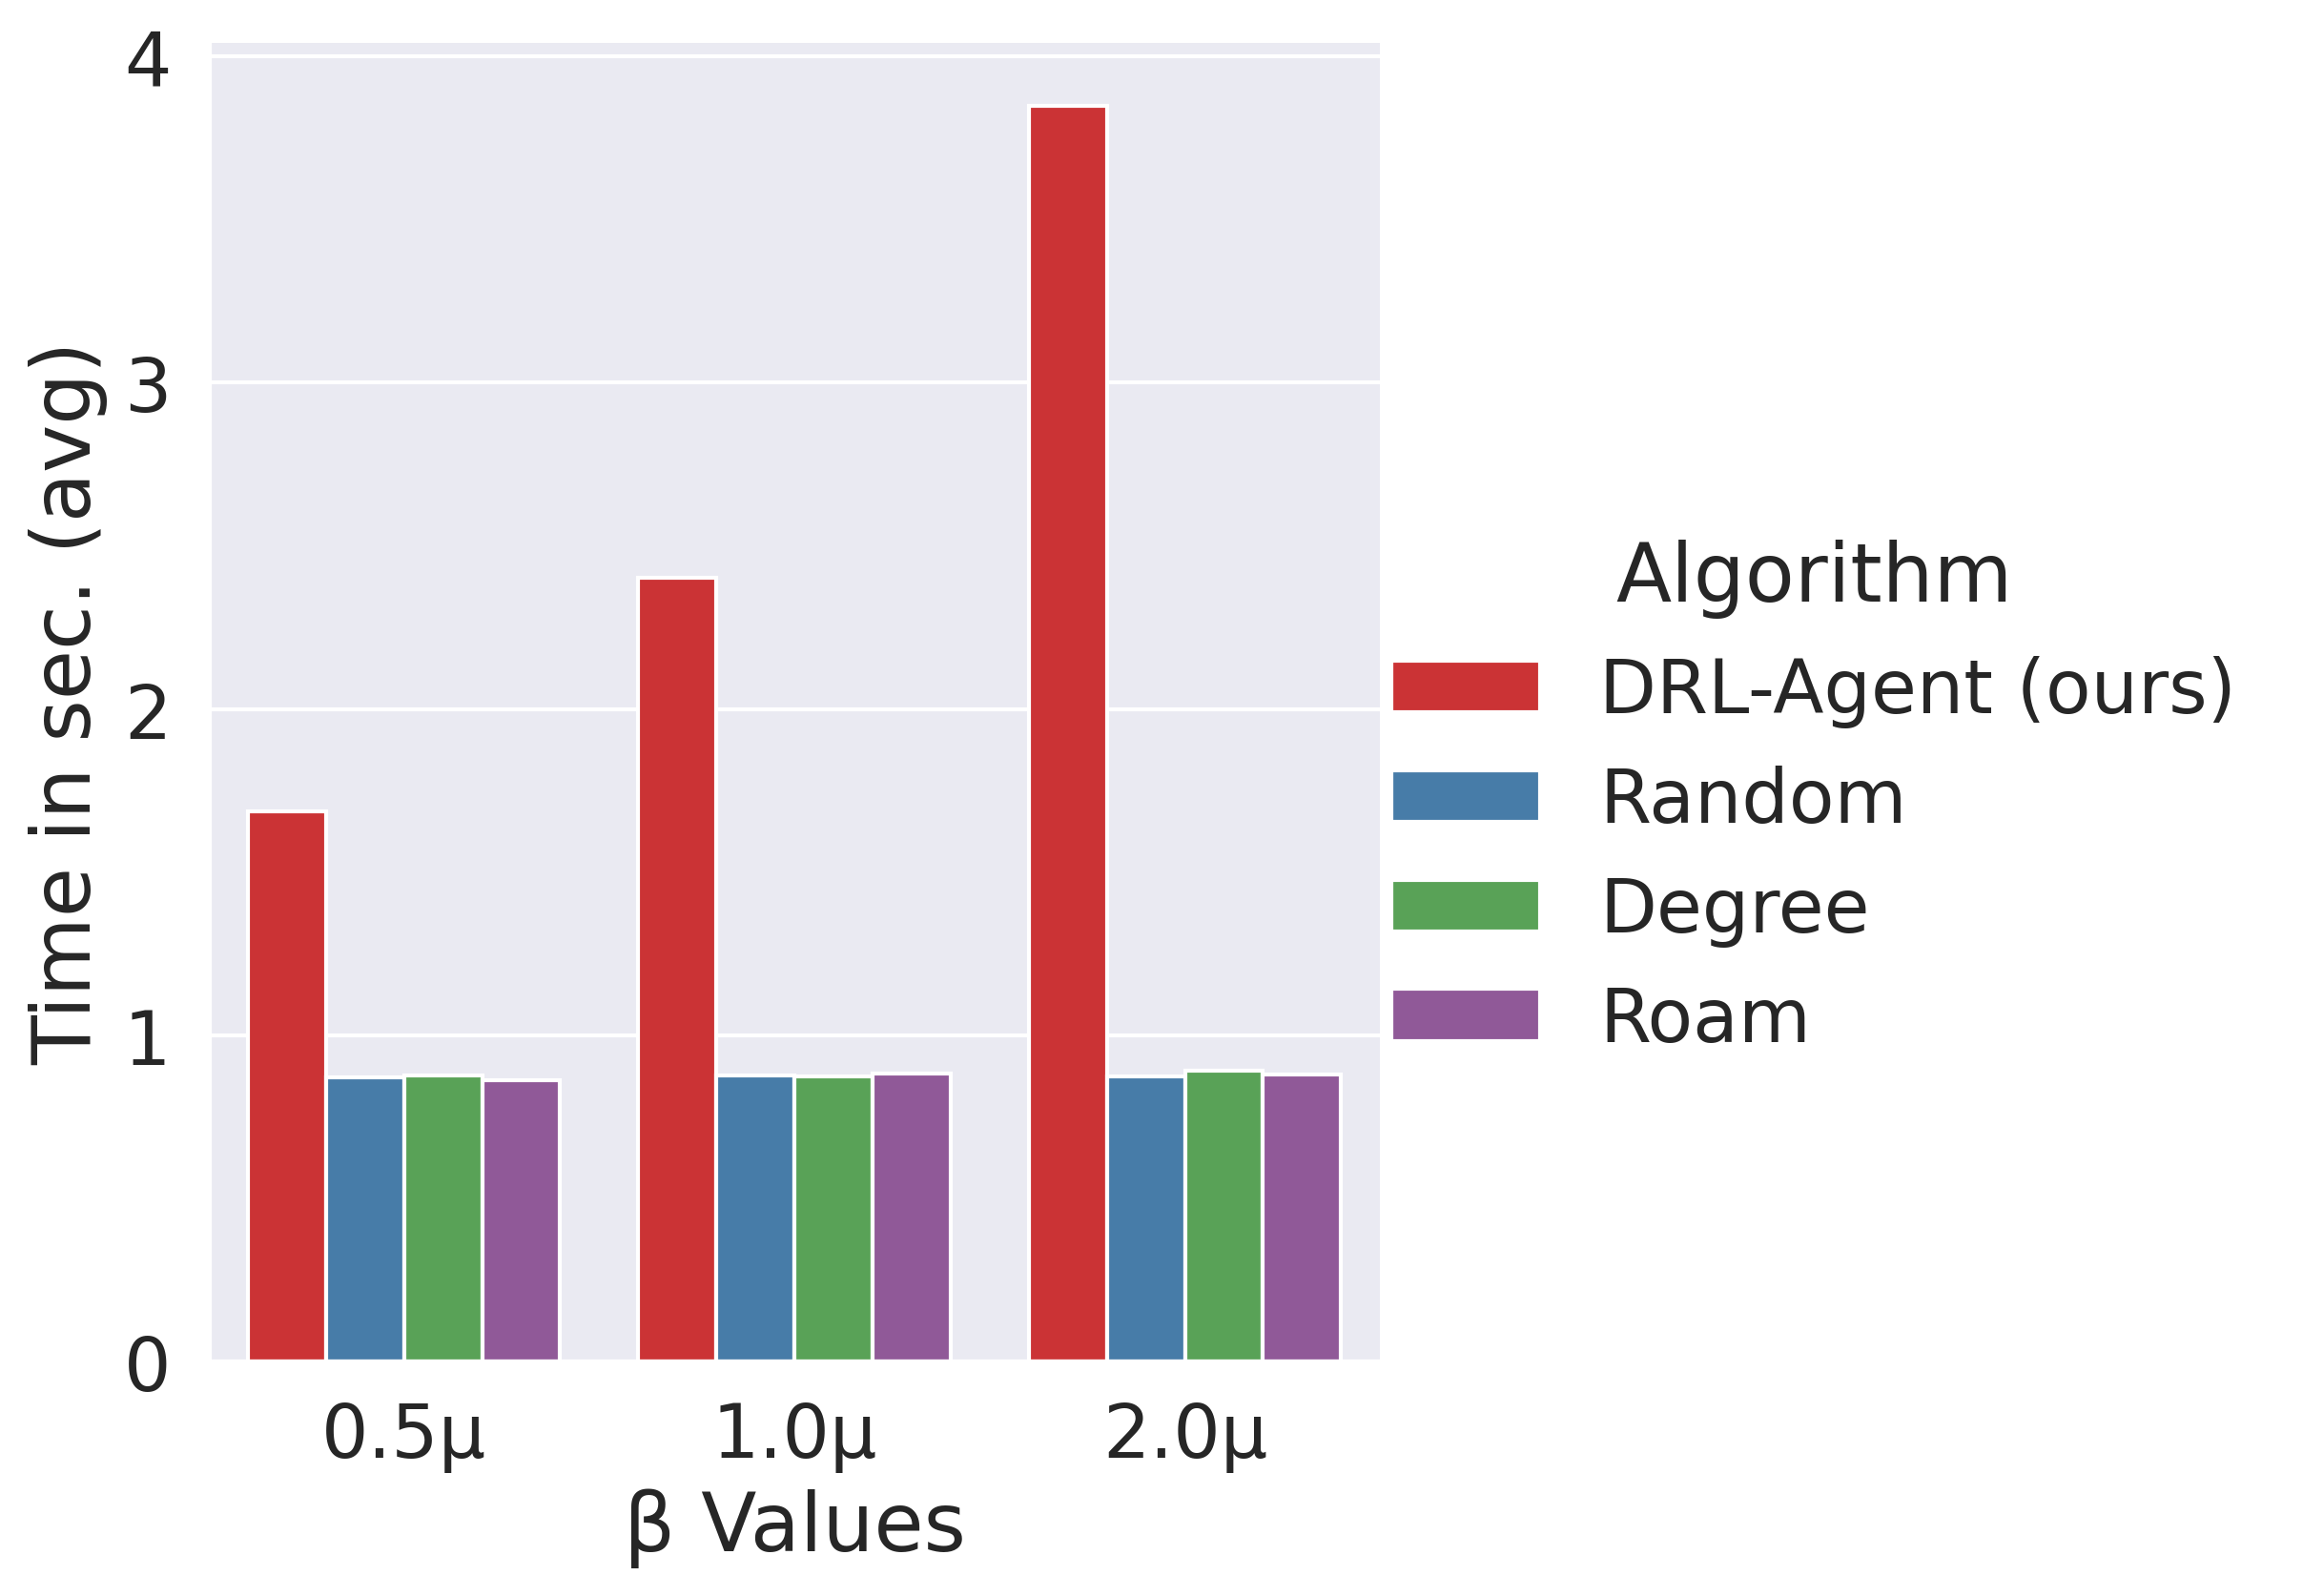 Time in sec. (avg)
4
3
2
1
0
0.5μ 1.0μ 2.0μ
β Values
Algorithm
DRL-Agent (ours)
Random
Degree
Roam